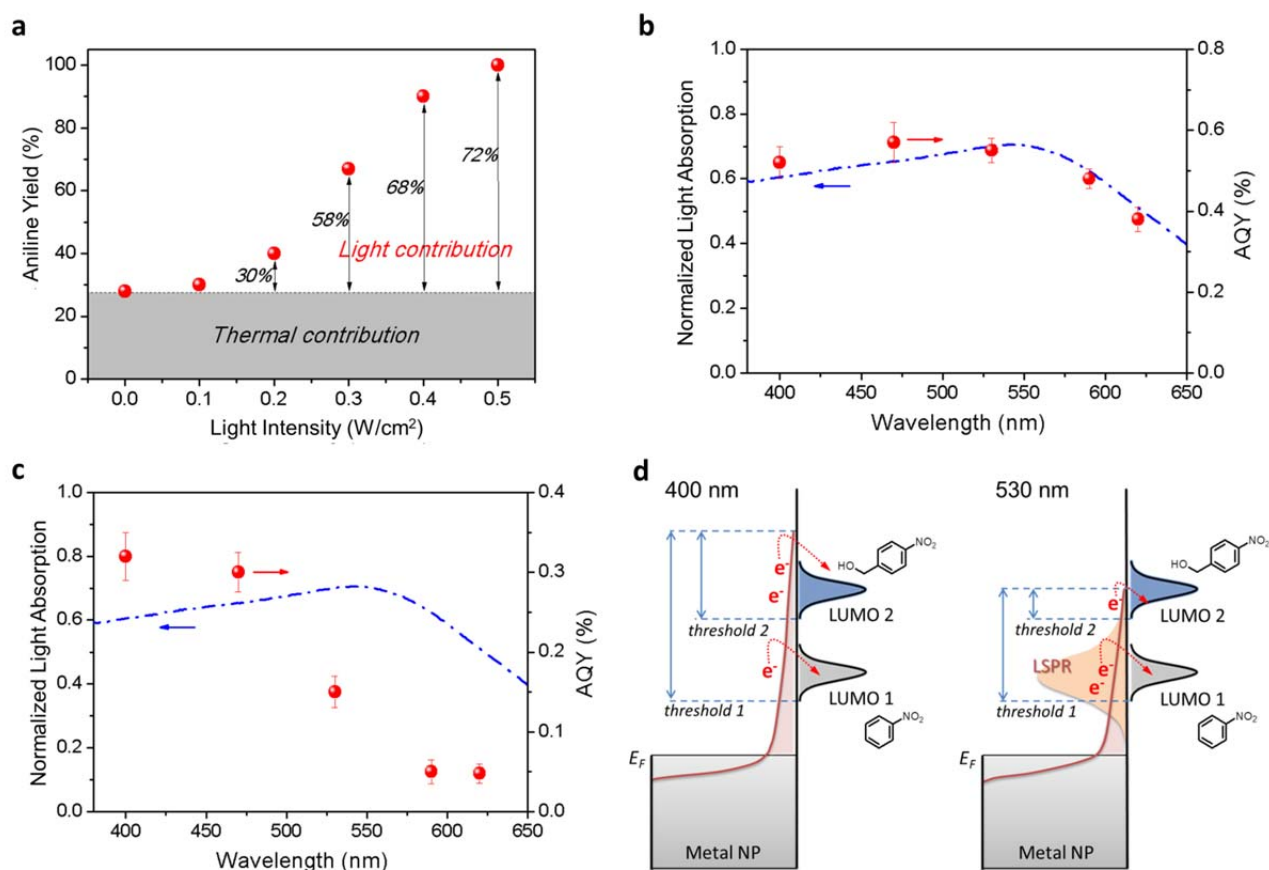 a
Aniline Yield (%)
100
80
60
40
20
0
30%
58%
68%
72%
Light contribution
Thermal contribution
0.0 0.1 0.2 0.3 0.4 0.5
Light Intensity (W/cm²)
b
Normalized Light Absorption
1.0
0.8
0.6
0.4
0.2
0.0
0.8
0.6
0.4
0.2
0.0
AQY (%)
400 450 500 550 600 650
Wavelength (nm)
c
Normalized Light Absorption
1.0
0.8
0.6
0.4
0.2
0.0
0.4
0.3
0.2
0.1
0.0
AQY (%)
400 450 500 550 600 650
Wavelength (nm)
d
400 nm
NO₂
HO
e⁻
e⁻
LUMO 2
threshold 2
e⁻
LUMO 1
threshold 1
NO₂
E_F
Metal NP
530 nm
NO₂
HO
e⁻
LUMO 2
threshold 2
LSPR
e⁻
e⁻
LUMO 1
threshold 1
NO₂
E_F
Metal NP